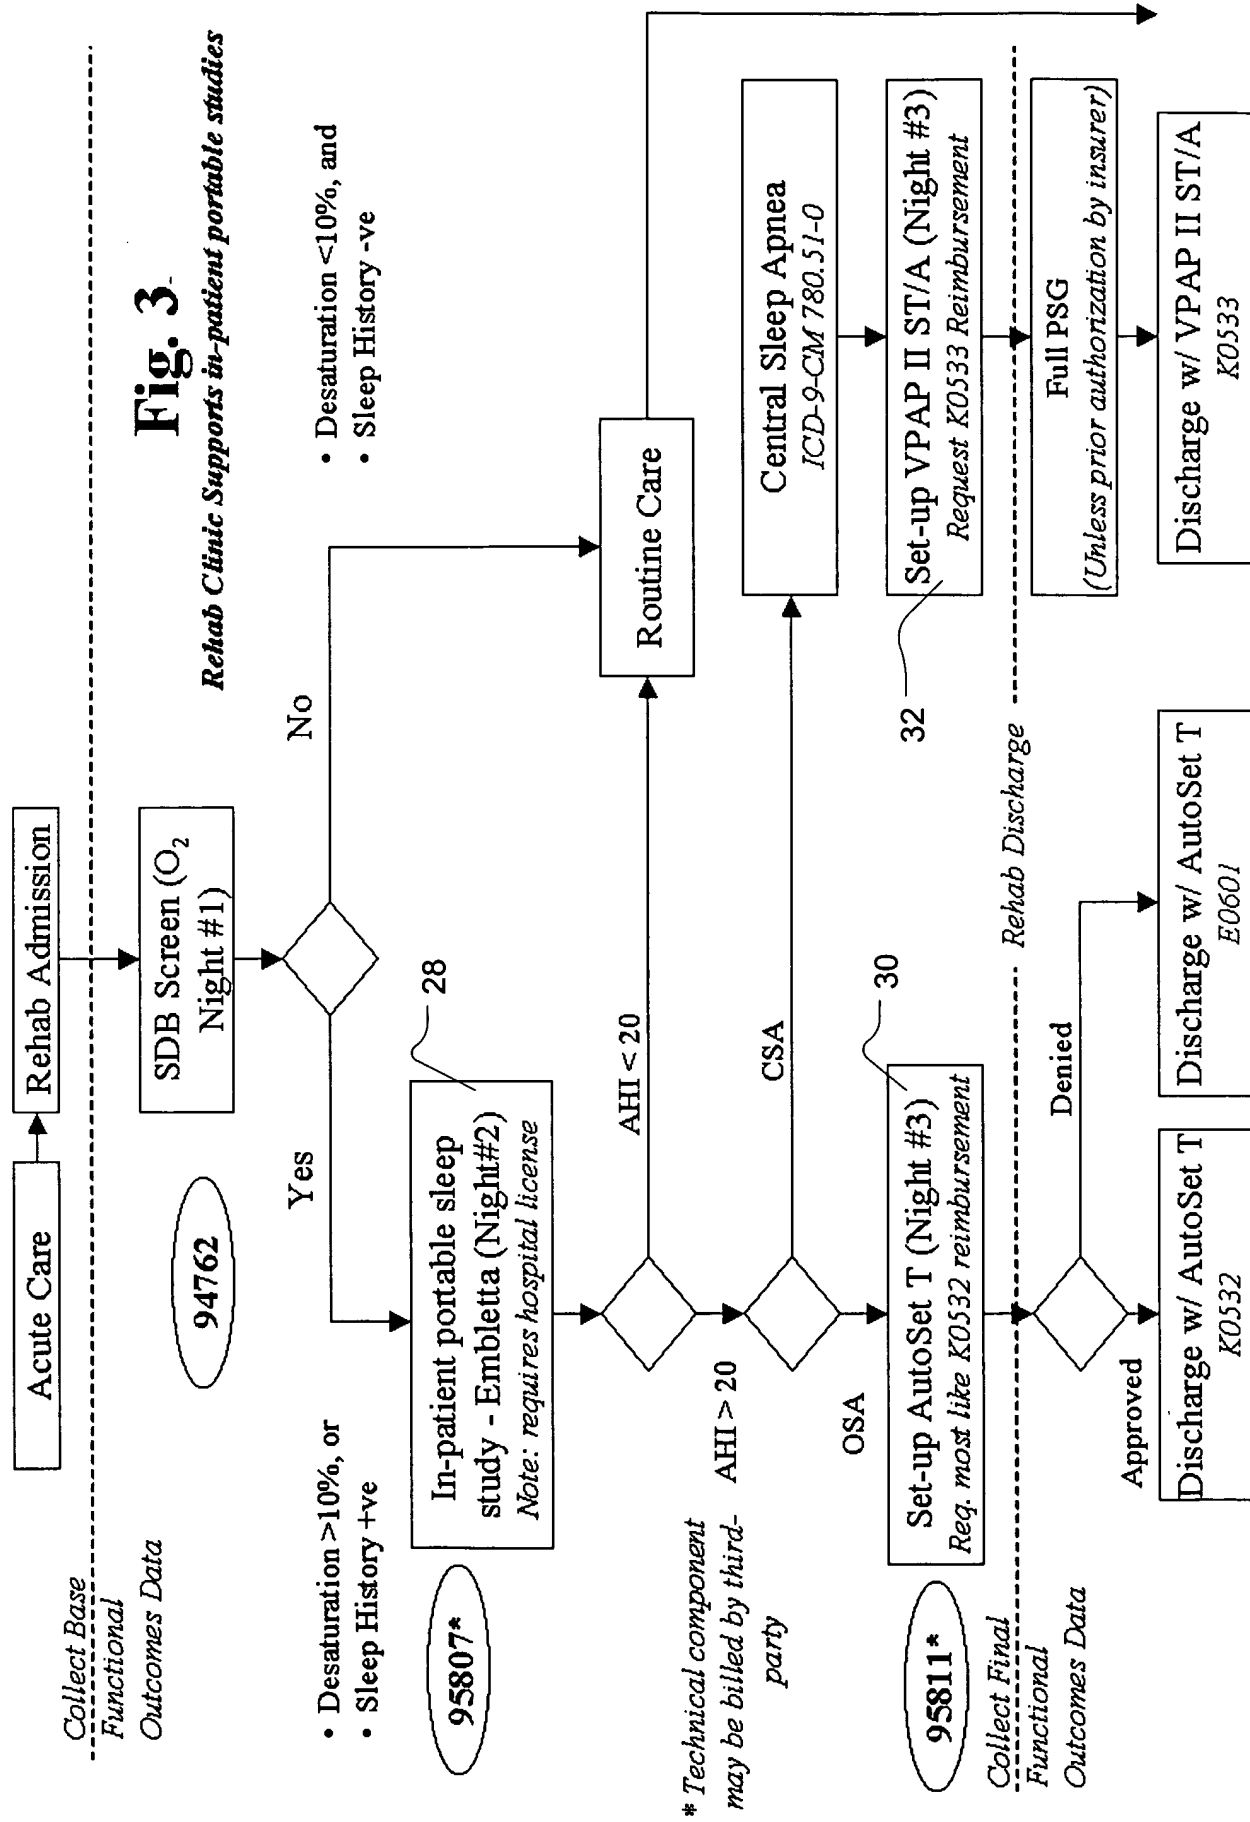 Fig. 3
Rehab Clinic Supports in-patient portable studies
Acute Care
Rehab Admission
Collect Base
Functional
Outcomes Data
94762
SDB Screen (O2
Night #1)
Yes
No
• Desaturation >10%, or
• Sleep History +ve
• Desaturation <10%, and
• Sleep History -ve
95807*
In-patient portable sleep
study - Embletta (Night#2)
Note: requires hospital license
28
AHI < 20
Routine Care
* Technical component
may be billed by third-
party
AHI > 20
CSA
Central Sleep Apnea
ICD-9-CM 780.51-0
OSA
95811*
Set-up AutoSet T (Night #3)
Req. most like K0532 reimbursement
30
Set-up VPAP II ST/A (Night #3)
Request K0533 Reimbursement
32
Collect Final
Functional
Outcomes Data
Rehab Discharge
Full PSG
(Unless prior authorization by insurer)
Approved
Denied
Discharge w/ AutoSet T
K0532
Discharge w/ AutoSet T
E0601
Discharge w/ VPAP II ST/A
K0533